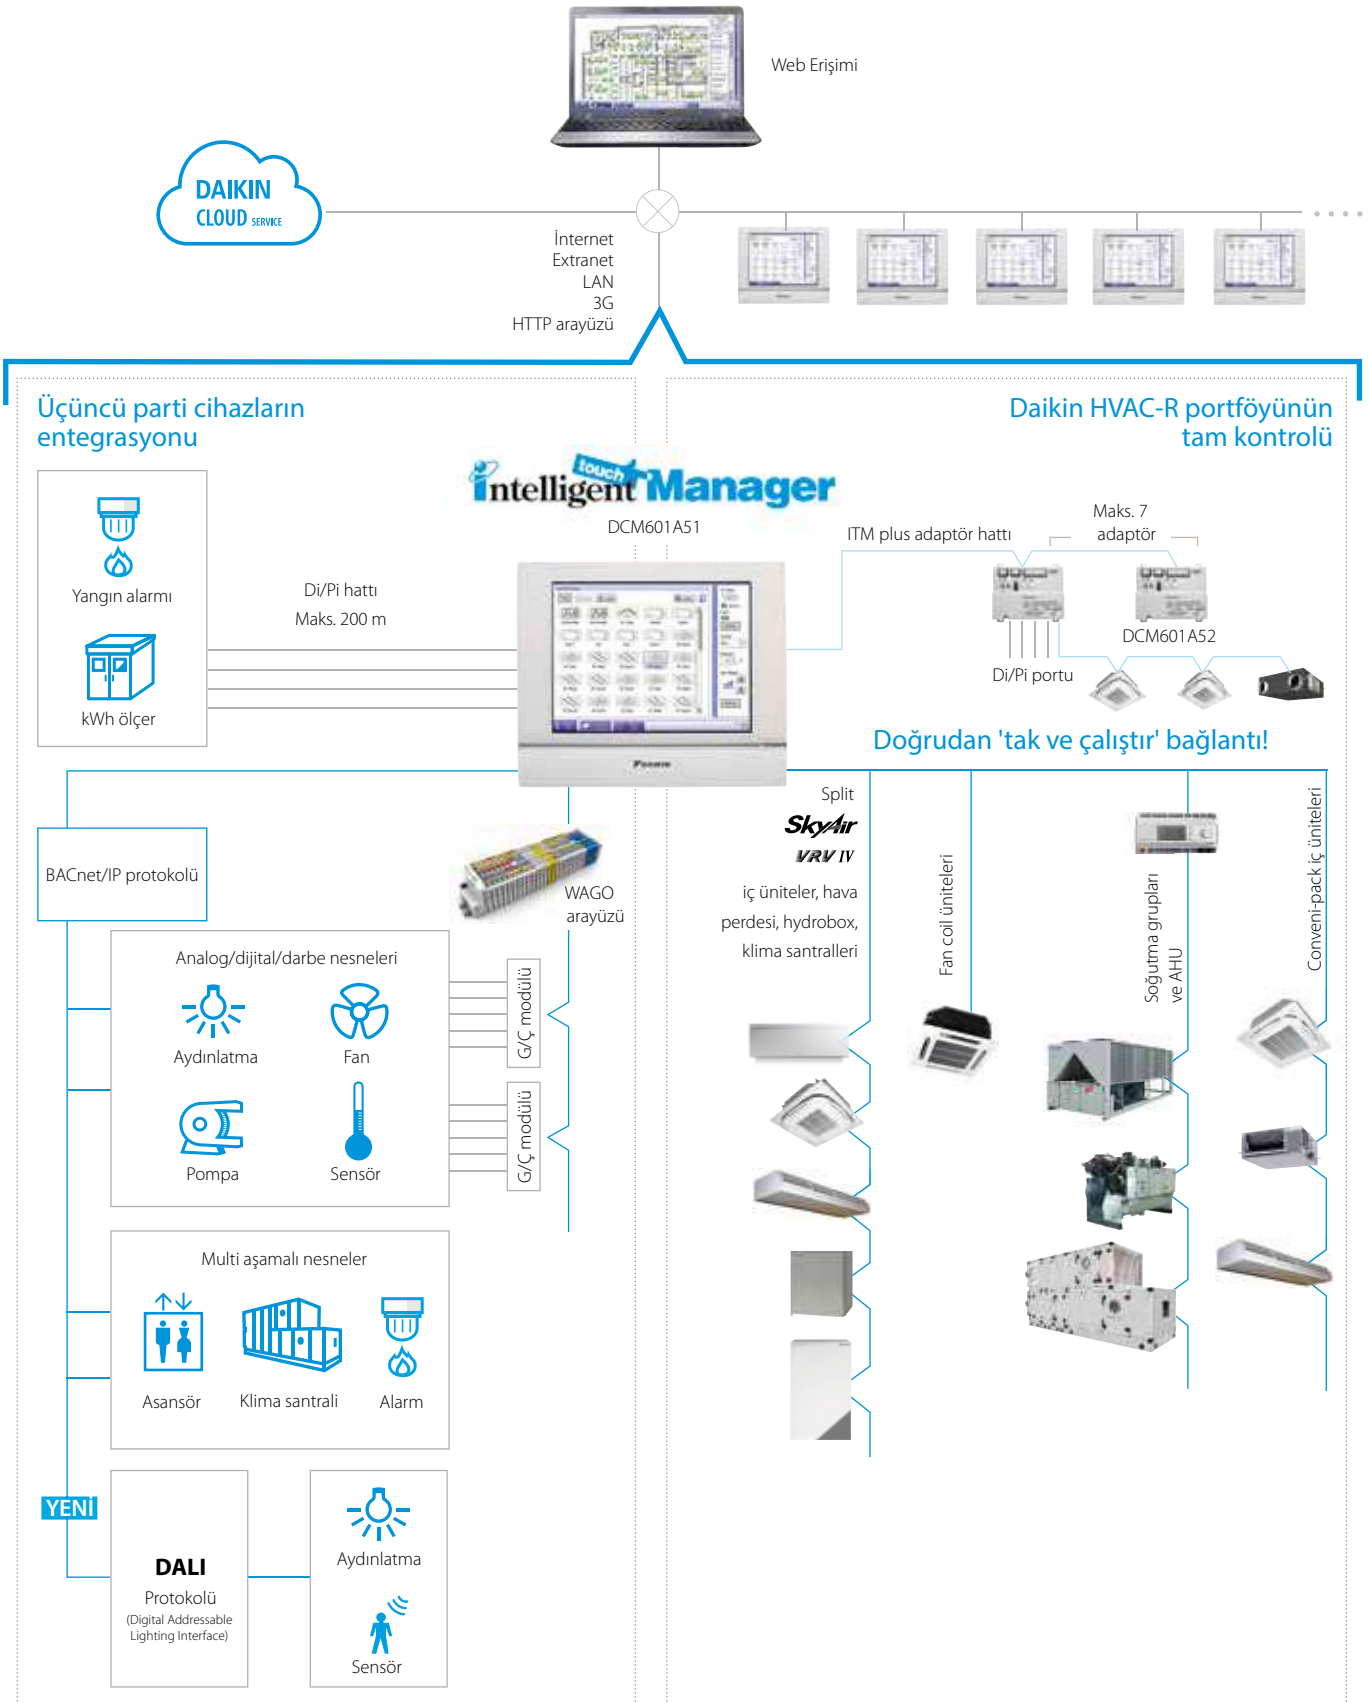 Web Erişimi
DAIKIN
CLOUD SERVICE
İnternet
Extranet
LAN
3G
HTTP arayüzü
Üçüncü parti cihazların
entegrasyonu
Daikin HVAC-R portföyünün
tam kontrolü
touch
intelligent Manager
DCM601A51
Yangın alarmı
kWh ölçer
Di/Pi hattı
Maks. 200 m
ITM plus adaptör hattı
Maks. 7
adaptör
DCM601A52
Di/Pi portu
Doğrudan 'tak ve çalıştır' bağlantı!
BACnet/IP protokolü
WAGO
arayüzü
Split
SkyAir
VRV IV
iç üniteler, hava
perdesi, hydrobox,
klima santralleri
Fan coil üniteleri
Soğutma grupları
ve AHU
Conveni-pack iç üniteleri
Analog/dijital/darbe nesneleri
Aydınlatma
Fan
Pompa
Sensör
G/Ç modülü
G/Ç modülü
Multi aşamalı nesneler
Asansör
Klima santrali
Alarm
YENİ
DALI
Protokolü
(Digital Addressable
Lighting Interface)
Aydınlatma
Sensör